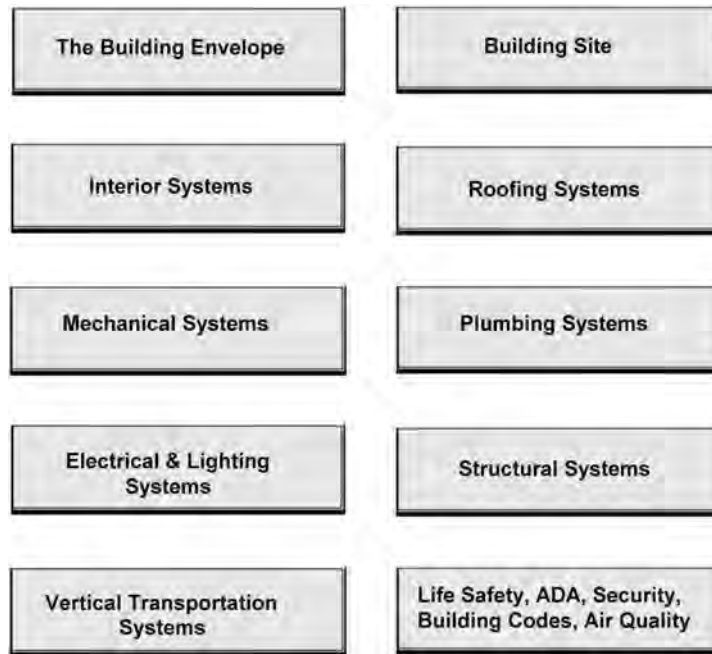 The Building Envelope
Building Site
Interior Systems
Roofing Systems
Mechanical Systems
Plumbing Systems
Electrical & Lighting
Systems
Structural Systems
Vertical Transportation
Systems
Life Safety, ADA, Security,
Building Codes, Air Quality